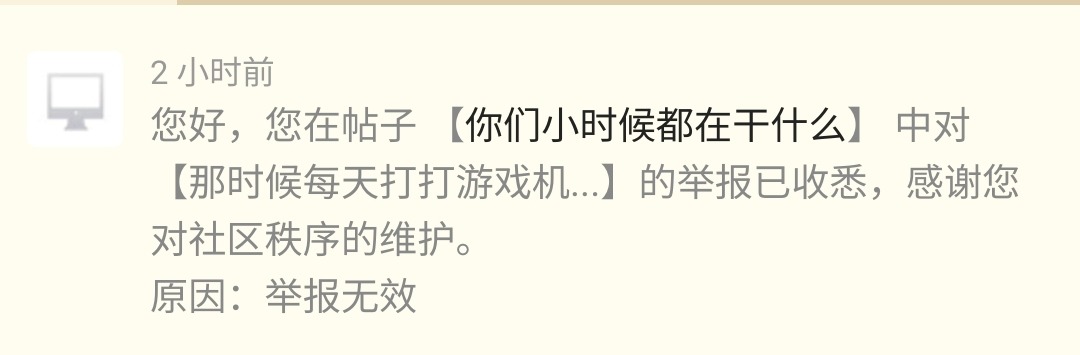 2 小时前
您好，您在帖子 【你们小时候都在干什么】 中对
【那时候每天打打游戏机...】的举报已收悉，感谢您
对社区秩序的维护。
原因：举报无效